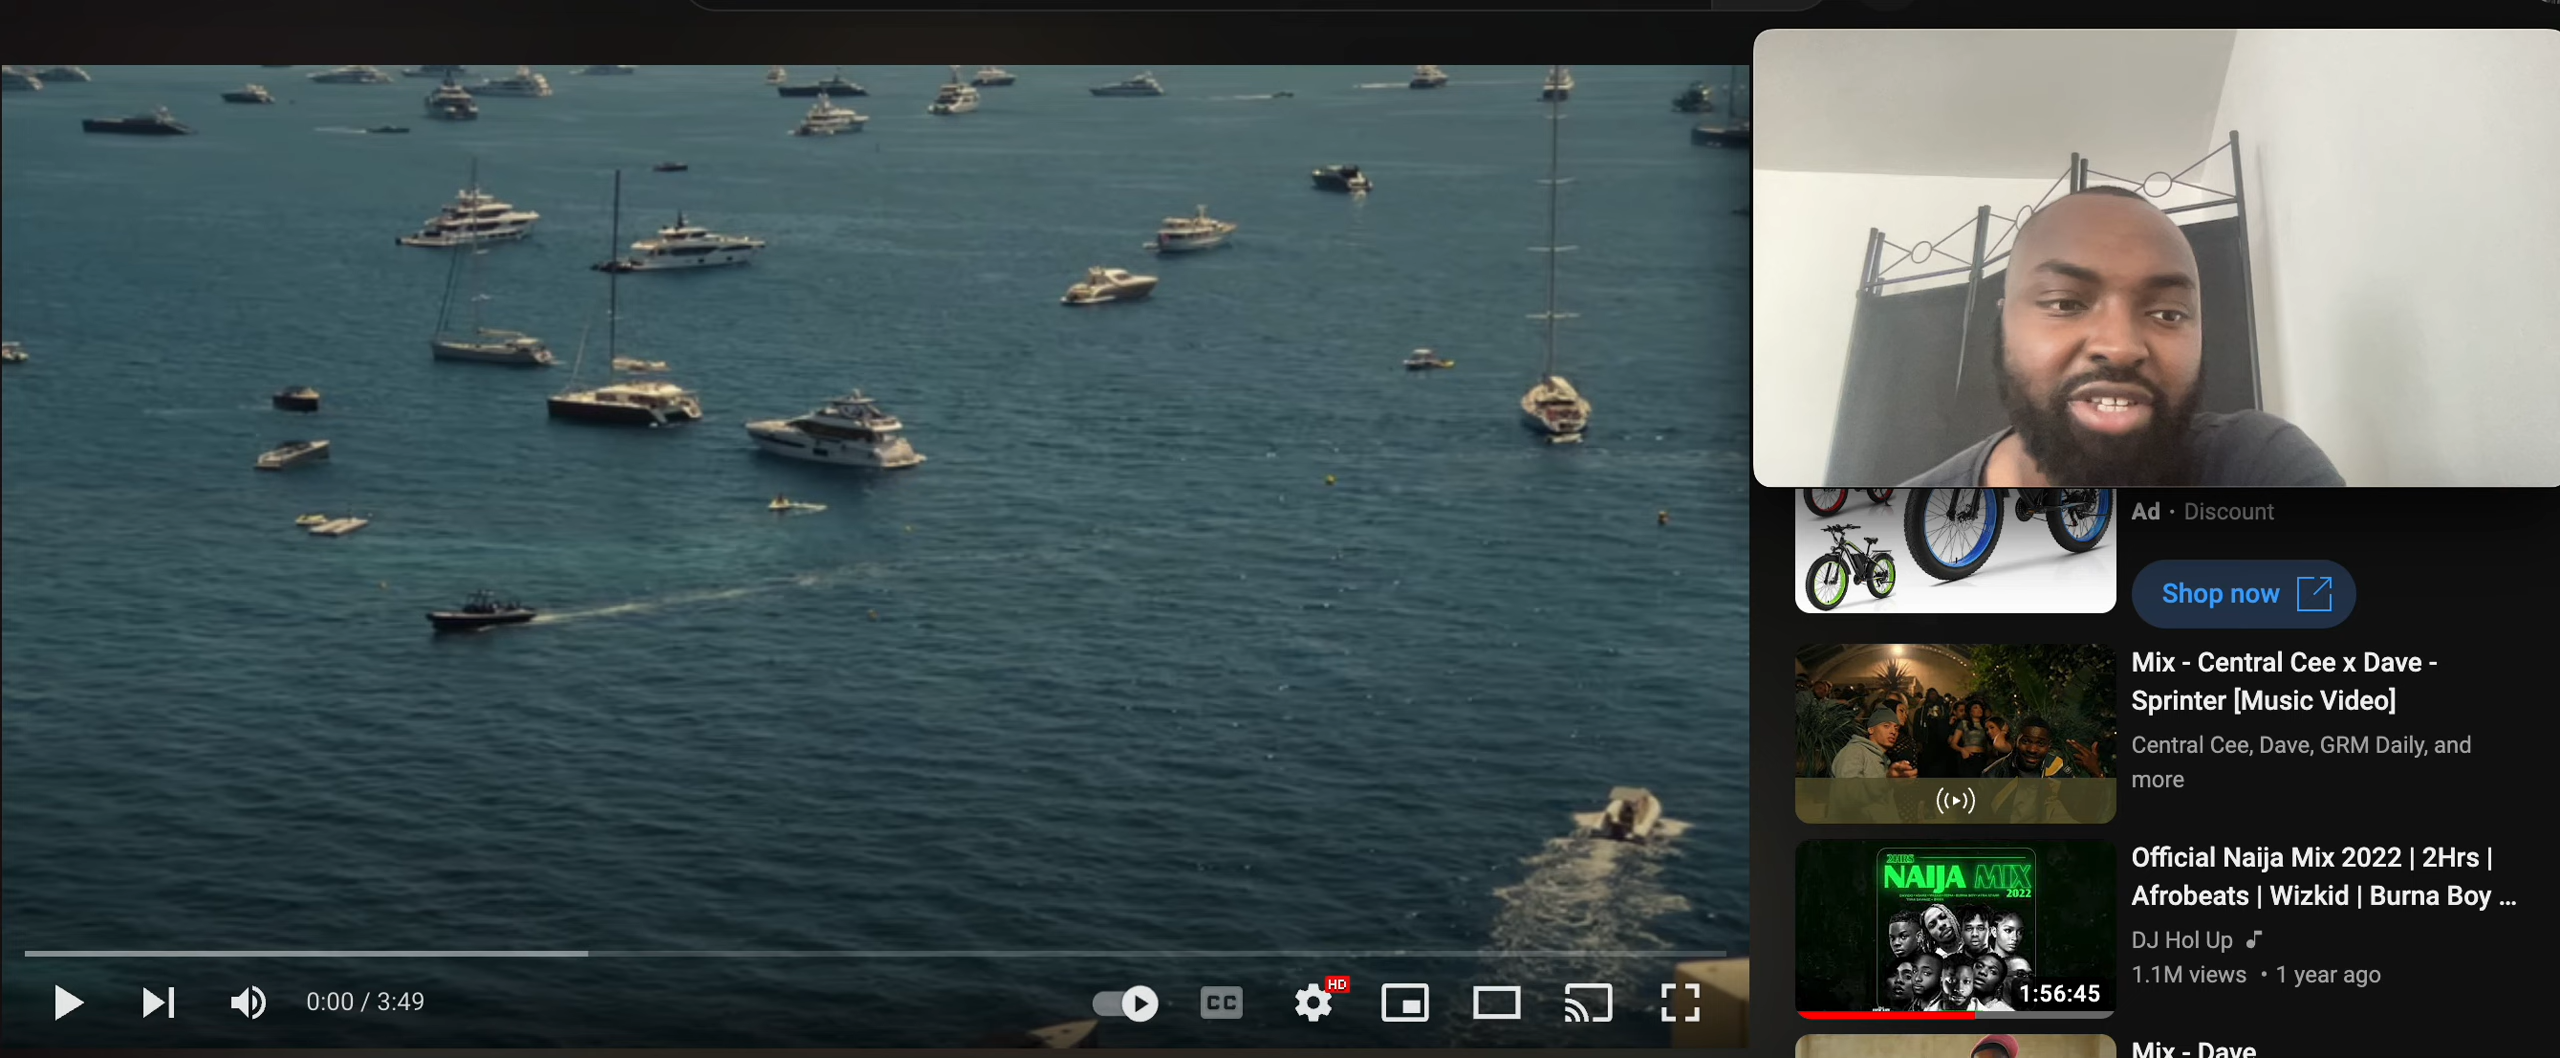 Ad • Discount
Shop now
Mix - Central Cee x Dave -
Sprinter [Music Video]
Central Cee, Dave, GRM Daily, and
more
2HRS
NAIJA MIX
2022
1:56:45
Official Naija Mix 2022 | 2Hrs |
Afrobeats | Wizkid | Burna Boy ...
DJ Hol Up
1.1M views • 1 year ago
Mix - Dave
0:00 / 3:49
CC
HD